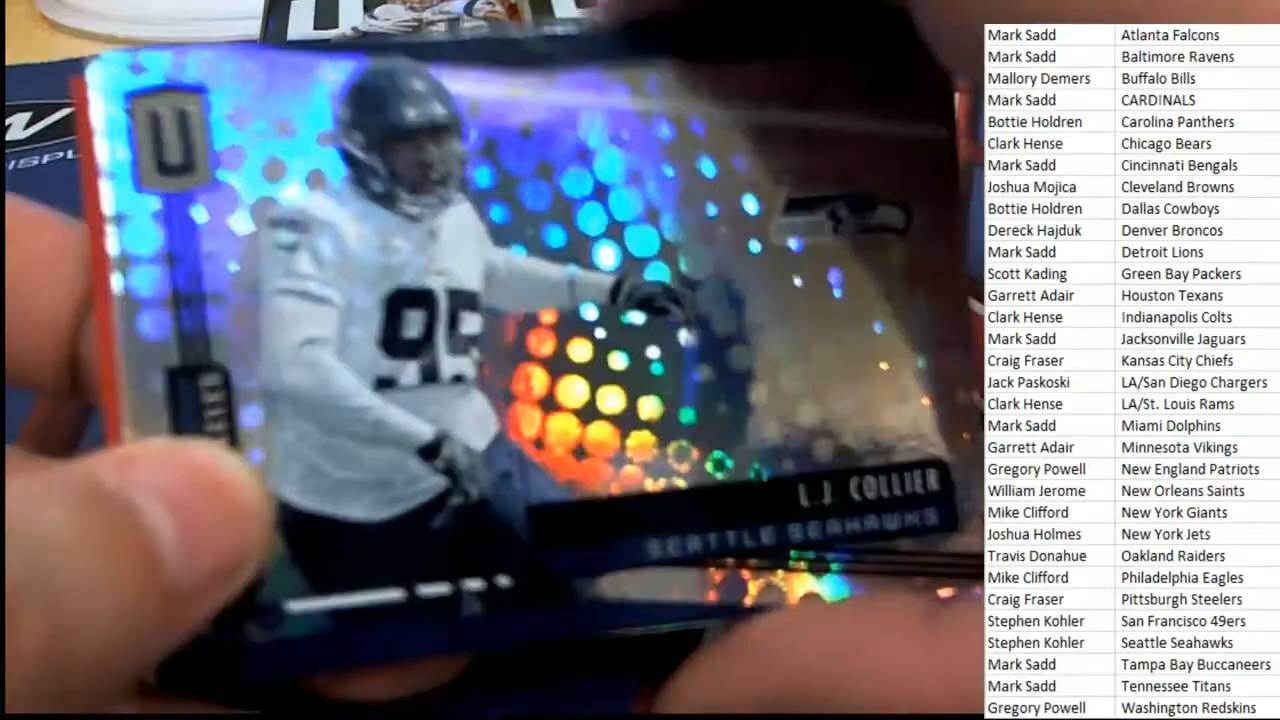 U
L.J. COLLIER
SEATTLE SEAHAWKS
95
Mark Sadd Atlanta Falcons
Mark Sadd Baltimore Ravens
Mallory Demers Buffalo Bills
Mark Sadd CARDINALS
Bottie Holdren Carolina Panthers
Clark Hense Chicago Bears
Mark Sadd Cincinnati Bengals
Joshua Mojica Cleveland Browns
Bottie Holdren Dallas Cowboys
Dereck Hajduk Denver Broncos
Mark Sadd Detroit Lions
Scott Kading Green Bay Packers
Garrett Adair Houston Texans
Clark Hense Indianapolis Colts
Mark Sadd Jacksonville Jaguars
Craig Fraser Kansas City Chiefs
Jack Paskoski LA/San Diego Chargers
Clark Hense LA/St. Louis Rams
Mark Sadd Miami Dolphins
Garrett Adair Minnesota Vikings
Gregory Powell New England Patriots
William Jerome New Orleans Saints
Mike Clifford New York Giants
Joshua Holmes New York Jets
Travis Donahue Oakland Raiders
Mike Clifford Philadelphia Eagles
Craig Fraser Pittsburgh Steelers
Stephen Kohler San Francisco 49ers
Stephen Kohler Seattle Seahawks
Mark Sadd Tampa Bay Buccaneers
Mark Sadd Tennessee Titans
Gregory Powell Washington Redskins